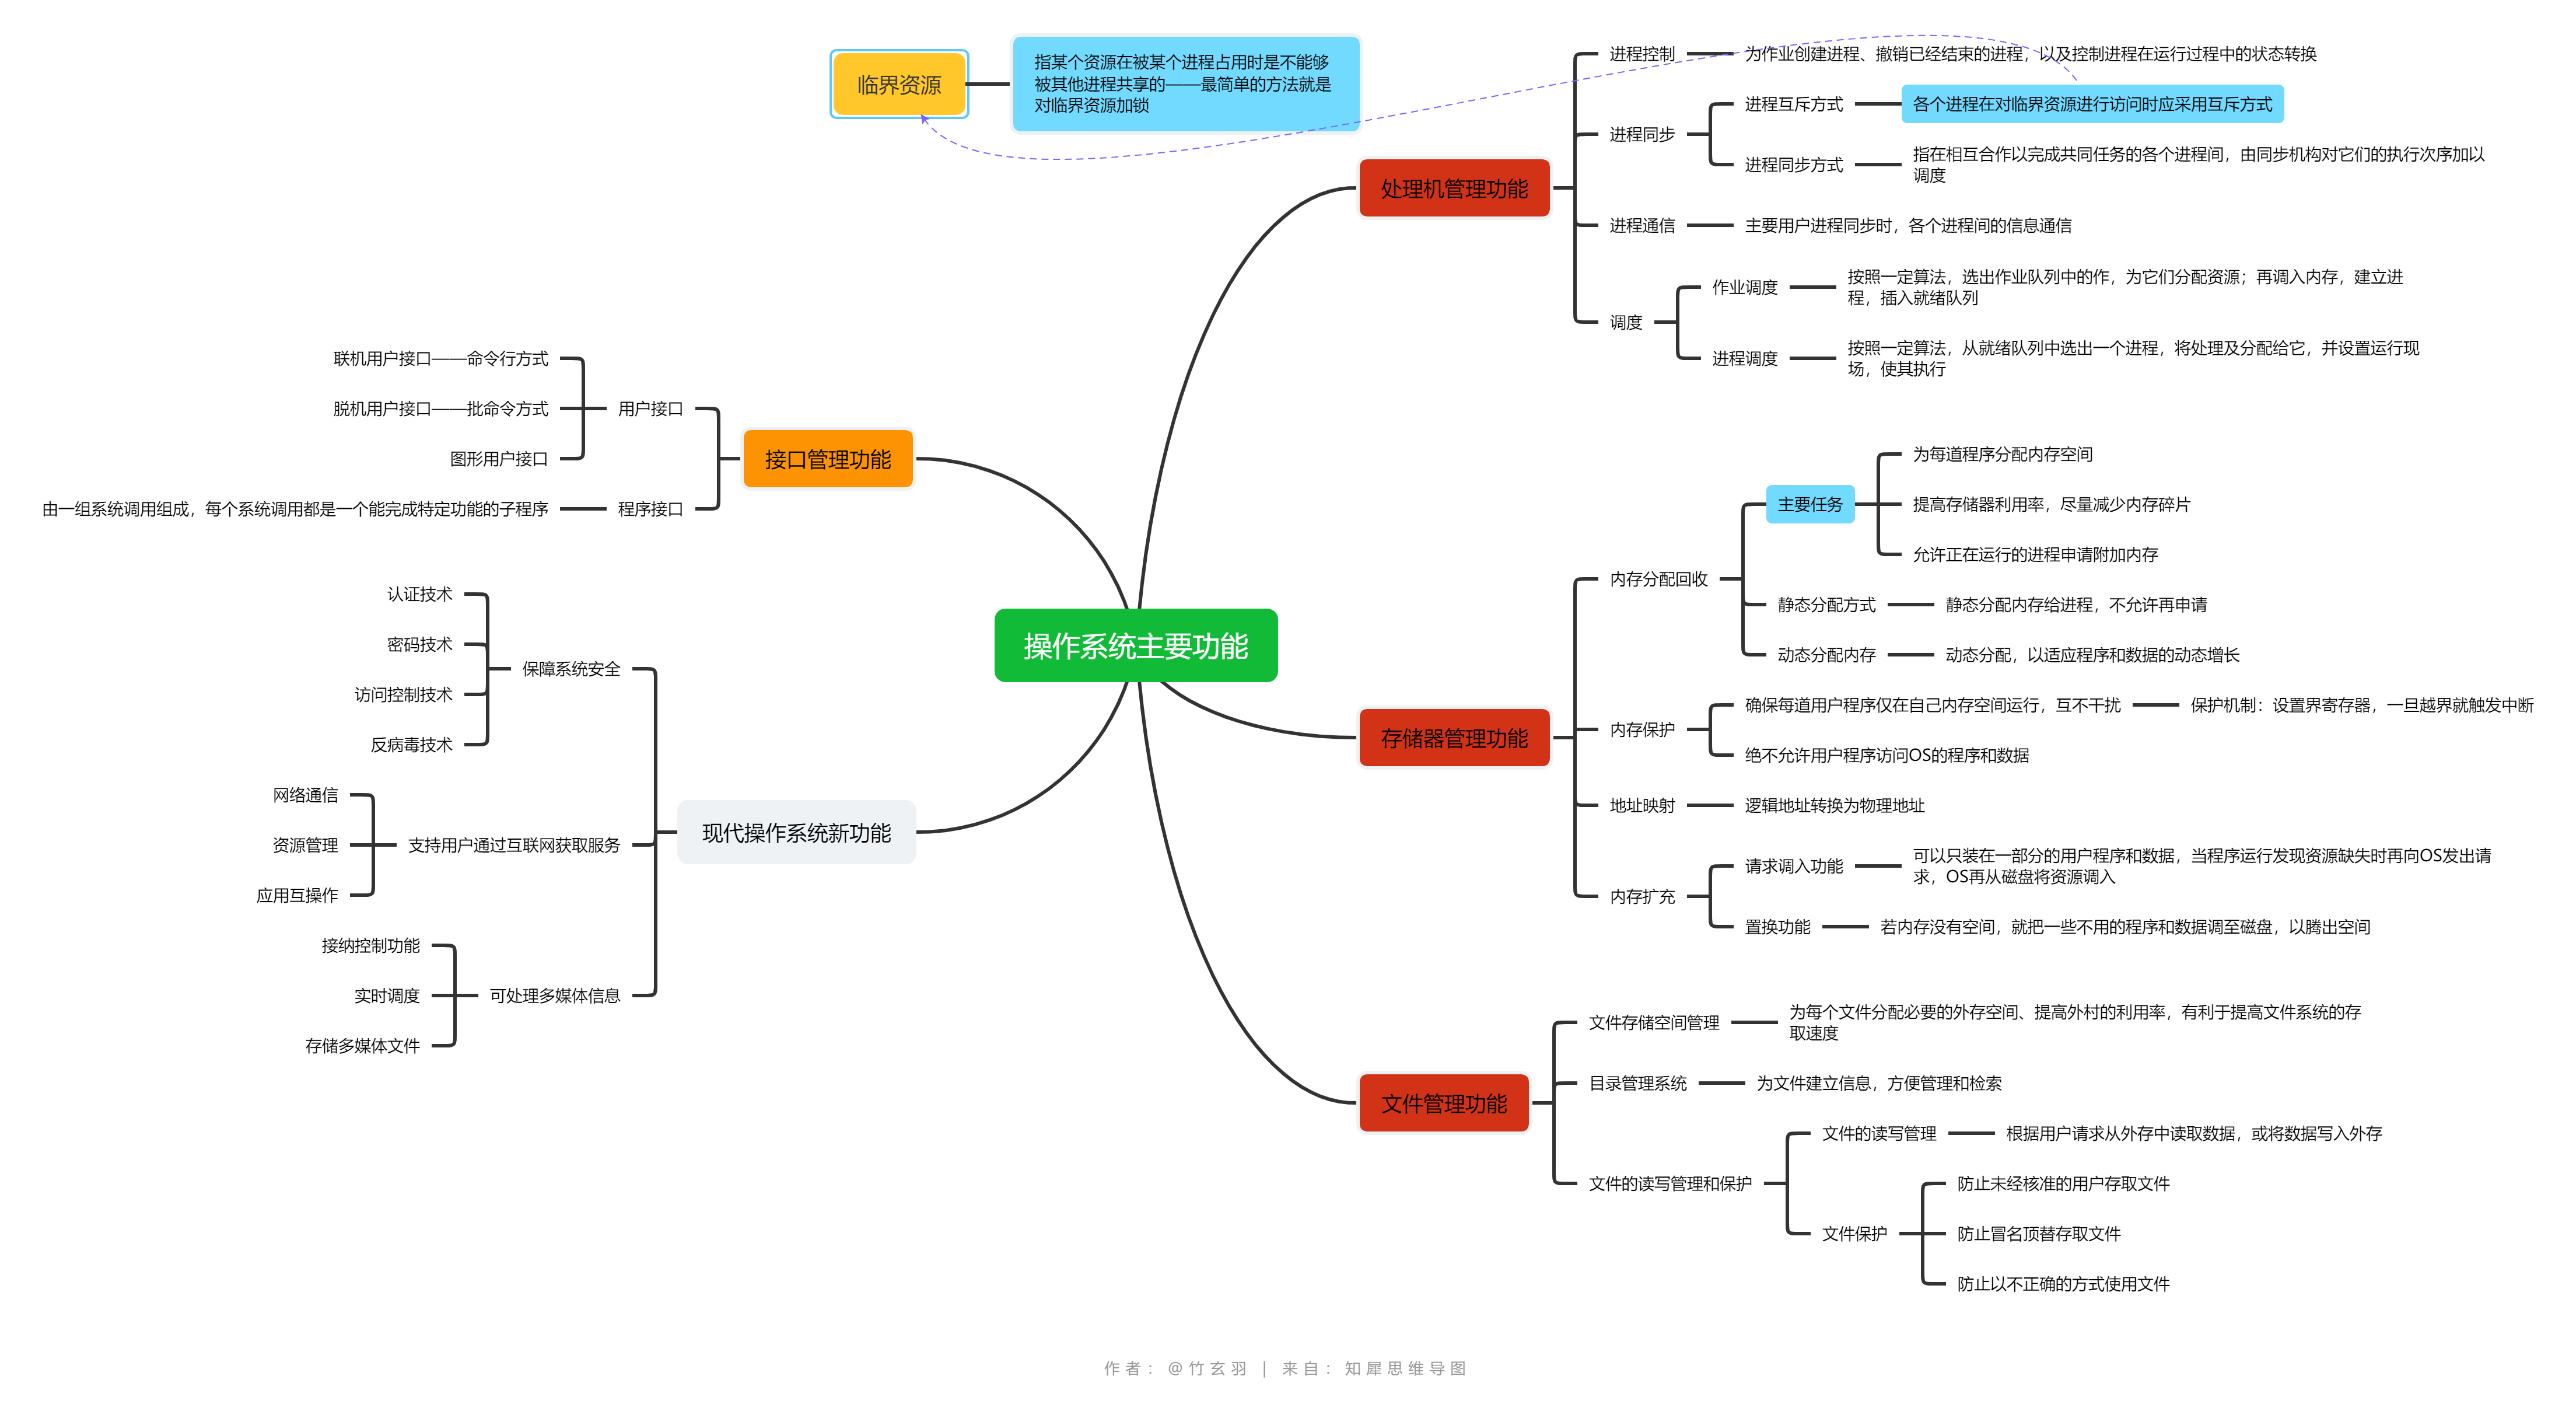 临界资源
指某个资源在被某个进程占用时是不能够
被其他进程共享的——最简单的方法就是
对临界资源加锁
操作系统主要功能
处理机管理功能
进程控制
为作业创建进程、撤销已经结束的进程，以及控制进程在运行过程中的状态转换
进程同步
进程互斥方式
各个进程在对临界资源进行访问时应采用互斥方式
进程同步方式
指在相互合作以完成共同任务的各个进程间，由同步机构对它们的执行次序加以
调度
进程通信
主要用户进程同步时，各个进程间的信息通信
调度
作业调度
按照一定算法，选出作业队列中的作，为它们分配资源；再调入内存，建立进
程，插入就绪队列
进程调度
按照一定算法，从就绪队列中选出一个进程，将处理及分配给它，并设置运行现
场，使其执行
存储器管理功能
内存分配回收
主要任务
为每道程序分配内存空间
提高存储器利用率，尽量减少内存碎片
允许正在运行的进程申请附加内存
静态分配方式
静态分配内存给进程，不允许再申请
动态分配内存
动态分配，以适应程序和数据的动态增长
内存保护
确保每道用户程序仅在自己内存空间运行，互不干扰
保护机制：设置界寄存器，一旦越界就触发中断
绝不允许用户程序访问OS的程序和数据
地址映射
逻辑地址转换为物理地址
内存扩充
请求调入功能
可以只装在一部分的用户程序和数据，当程序运行发现资源缺失时再向OS发出请
求，OS再从磁盘将资源调入
置换功能
若内存没有空间，就把一些不用的程序和数据调至磁盘，以腾出空间
文件管理功能
文件存储空间管理
为每个文件分配必要的外存空间、提高外村的利用率，有利于提高文件系统的存
取速度
目录管理系统
为文件建立信息，方便管理和检索
文件的读写管理和保护
文件的读写管理
根据用户请求从外存中读取数据，或将数据写入外存
文件保护
防止未经核准的用户存取文件
防止冒名顶替存取文件
防止以不正确的方式使用文件
接口管理功能
用户接口
联机用户接口——命令行方式
脱机用户接口——批命令方式
图形用户接口
程序接口
由一组系统调用组成，每个系统调用都是一个能完成特定功能的子程序
现代操作系统新功能
保障系统安全
认证技术
密码技术
访问控制技术
反病毒技术
支持用户通过互联网获取服务
网络通信
资源管理
应用互操作
可处理多媒体信息
接纳控制功能
实时调度
存储多媒体文件
作者：@竹玄羽 | 来自：知犀思维导图